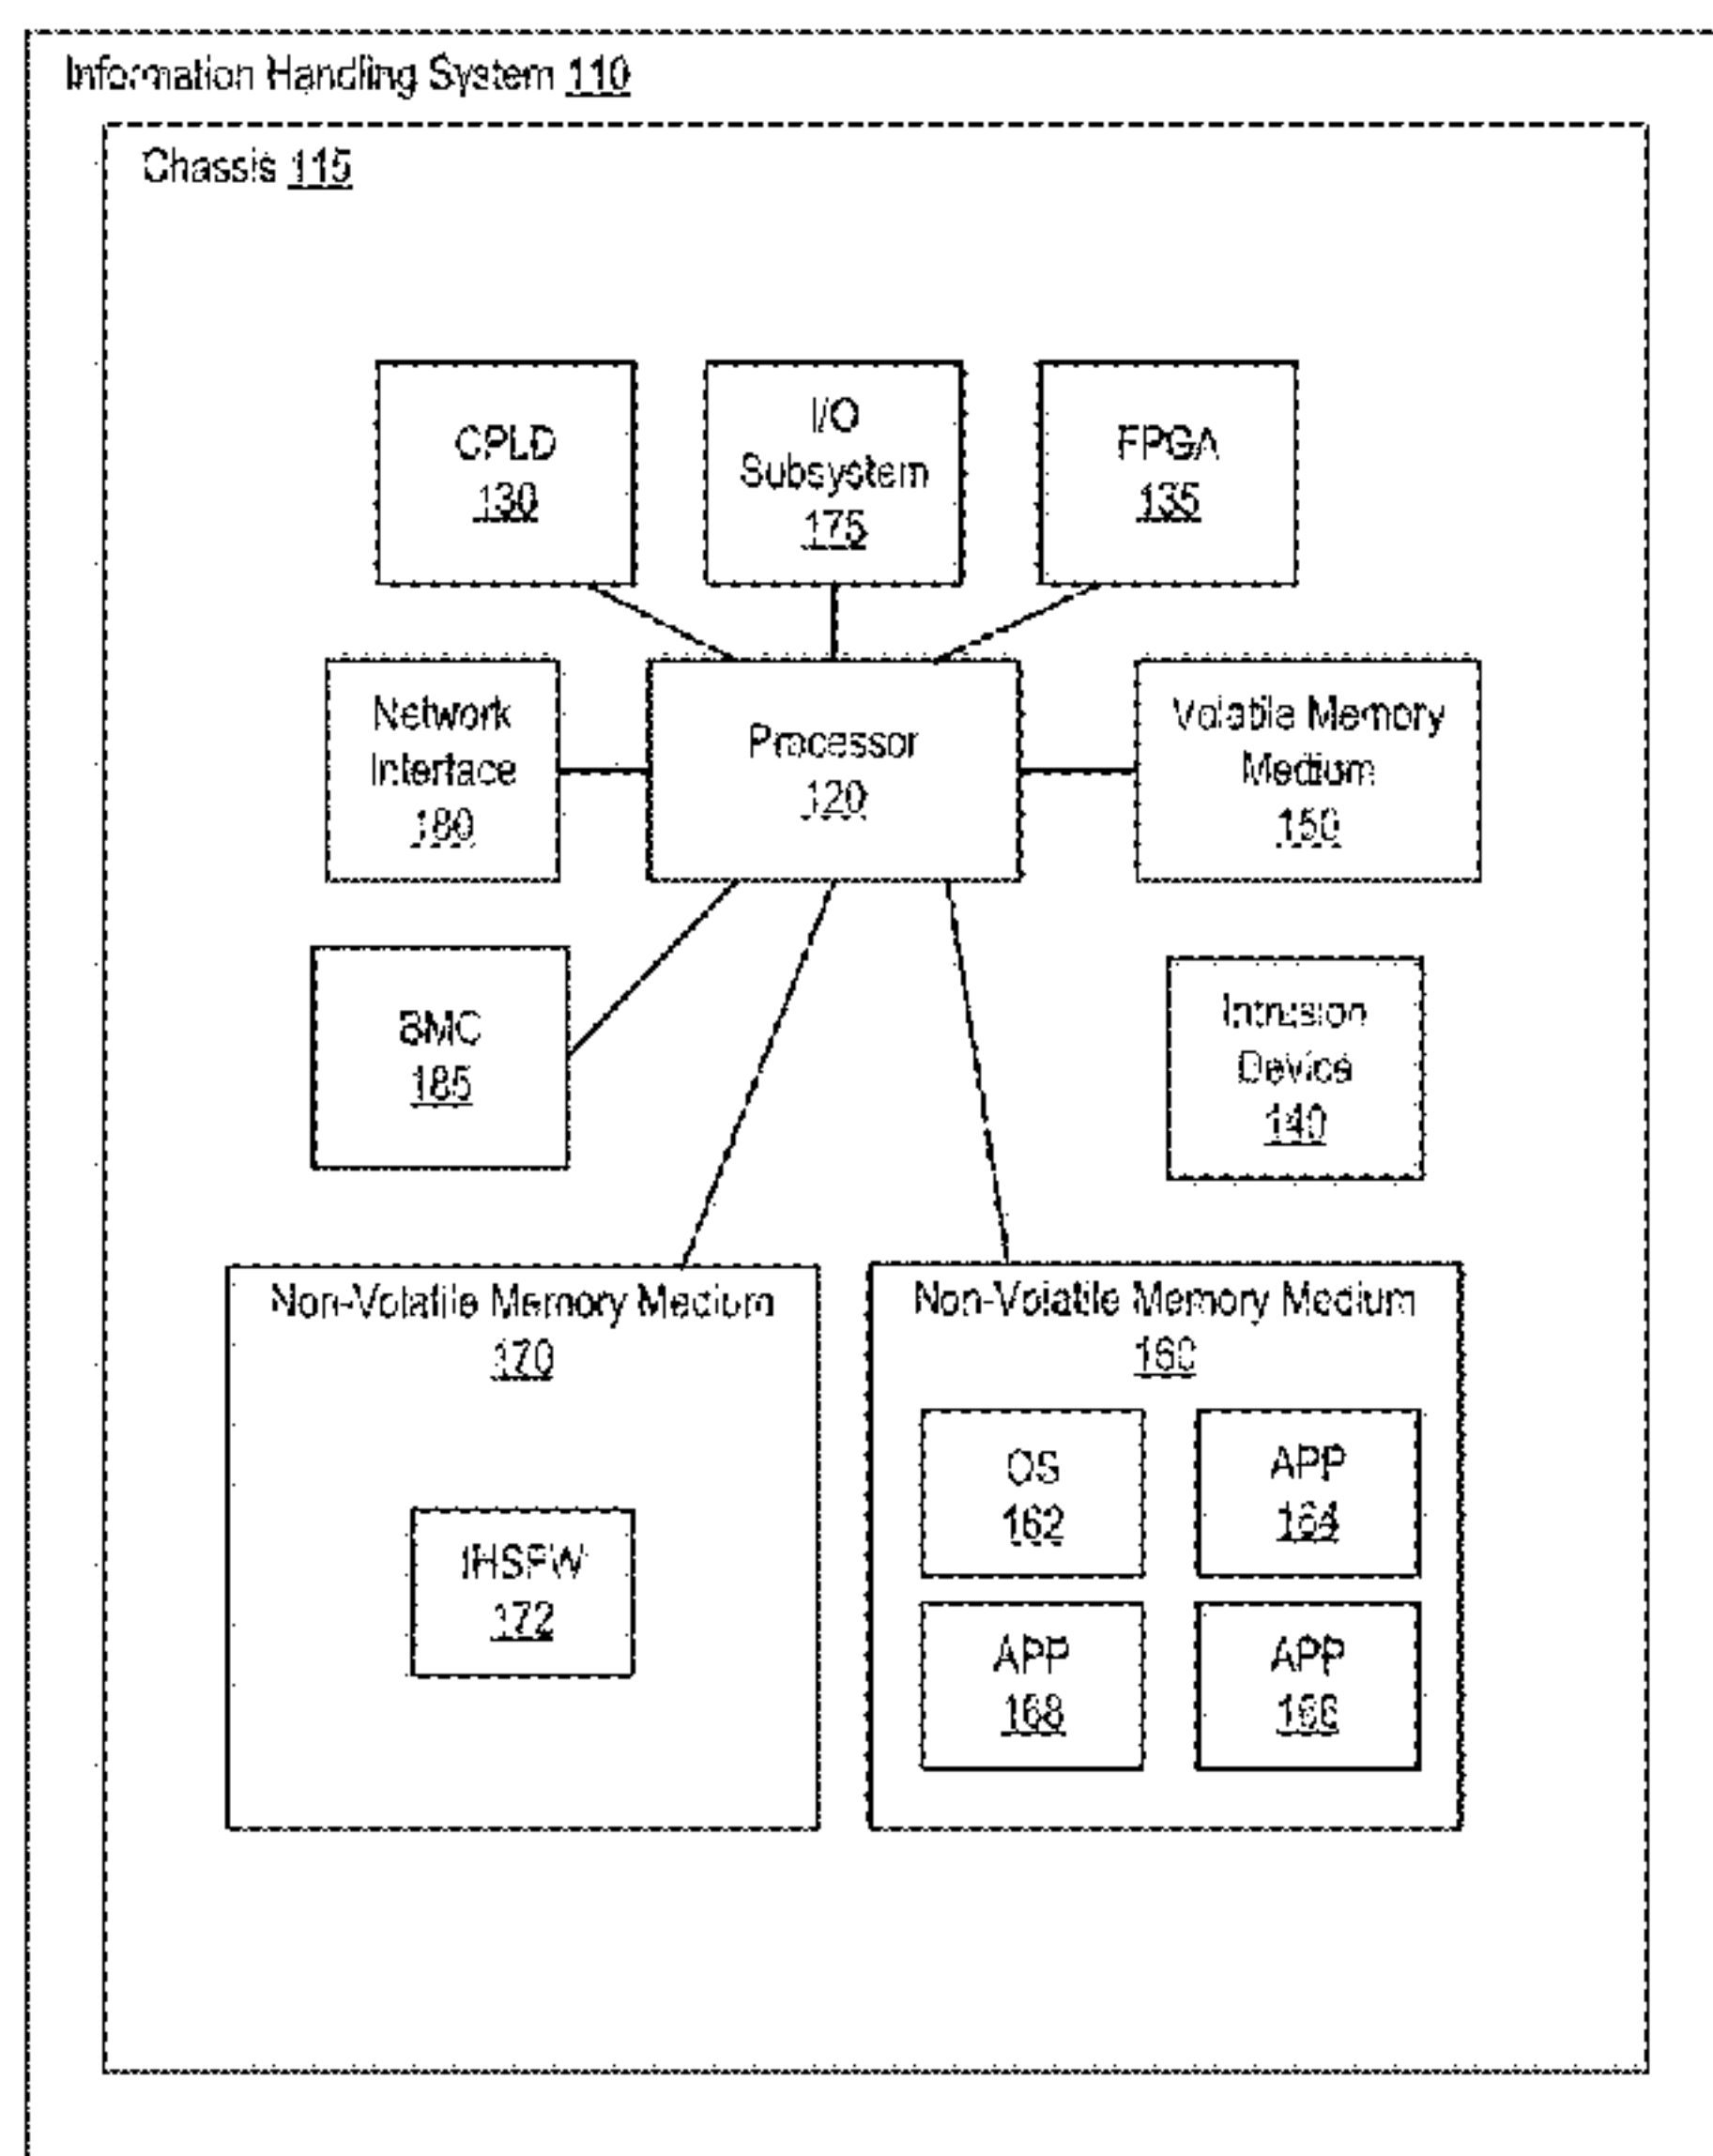 Information Handling System 110
Chassis 115
CPLD
130
I/O
Subsystem
175
FPGA
135
Network
Interface
180
Processor
120
Volatile Memory
Medium
150
BMC
185
Intrusion
Device
140
Non-Volatile Memory Medium
170
IHSFW
172
Non-Volatile Memory Medium
160
OS
162
APP
164
APP
168
APP
166